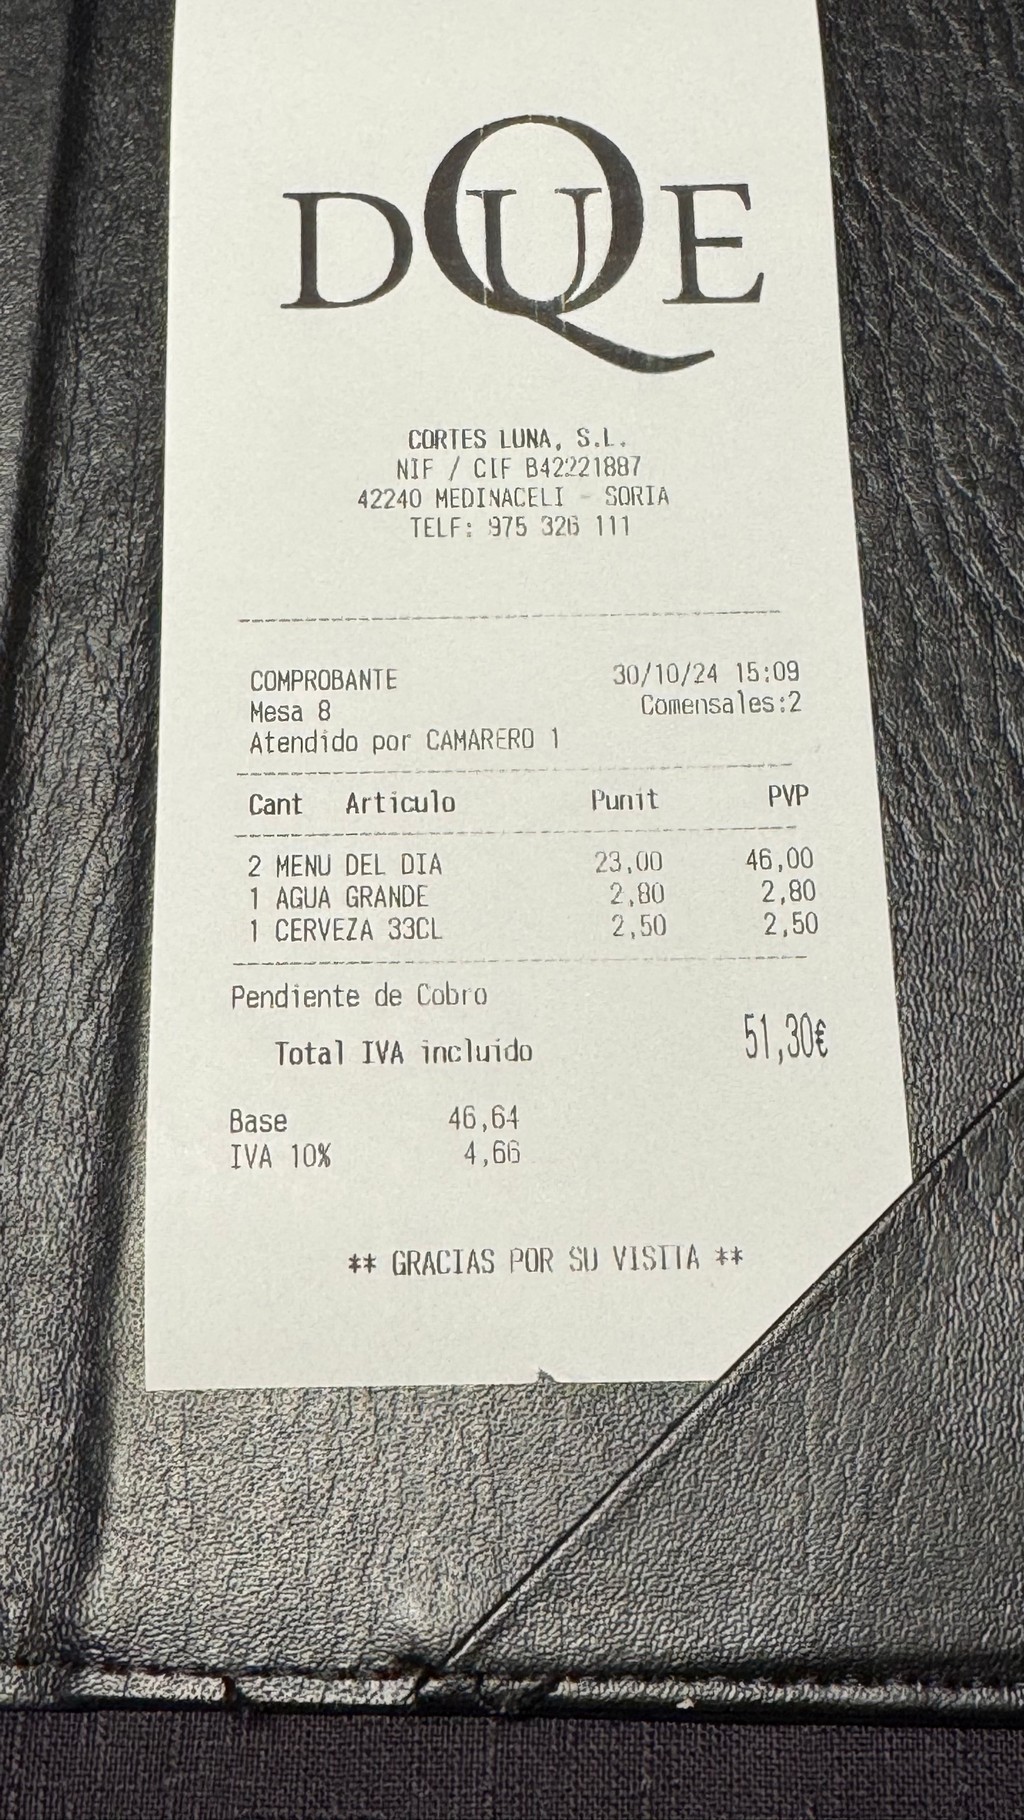 DUQE
CORTES LUNA, S.L.
NIF / CIF B42221887
42240 MEDINACELI - SORIA
TELF: 975 326 111
COMPROBANTE 30/10/24 15:09
Mesa 8 Comensales:2
Atendido por CAMARERO 1
Cant Articulo Punit PVP
2 MENU DEL DIA 23,00 46,00
1 AGUA GRANDE 2,80 2,80
1 CERVEZA 33CL 2,50 2,50
Pendiente de Cobro
Total IVA incluido 51,30€
Base 46,64
IVA 10% 4,66
** GRACIAS POR SU VISITA **